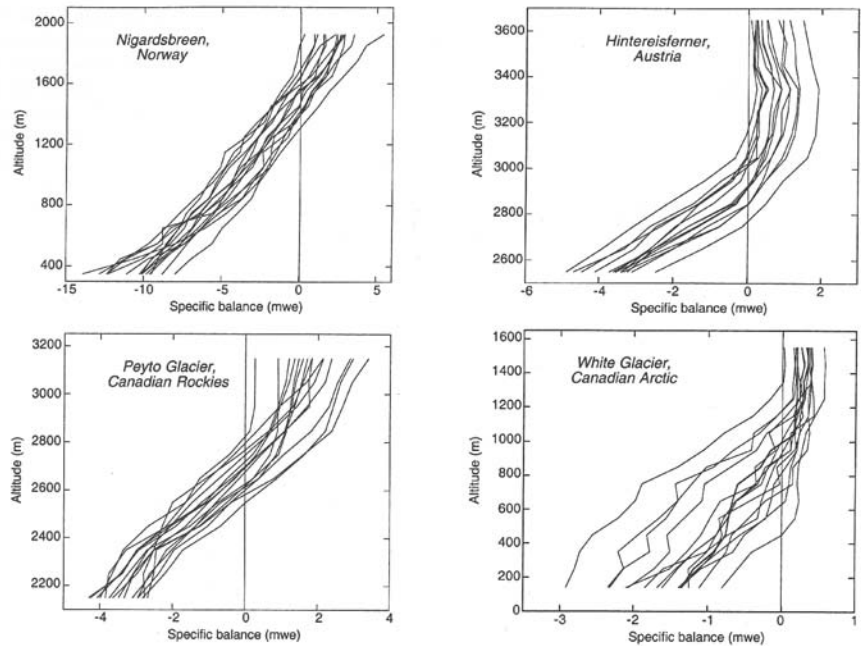 Nigardsbreen,
Norway
2000
1600
1200
800
400
-15
-10
-5
0
5
Altitude (m)
Specific balance (mwe)
Hintereisferner,
Austria
3600
3400
3000
2800
2600
-6
-4
-2
0
2
Altitude (m)
Specific balance (mwe)
Peyto Glacier,
Canadian Rockies
3200
3000
2800
2600
2400
2200
-4
-2
0
2
4
Altitude (m)
Specific balance (mwe)
White Glacier,
Canadian Arctic
1600
1400
1200
1000
800
600
400
200
0
-3
-2
-1
0
1
Altitude (m)
Specific balance (mwe)